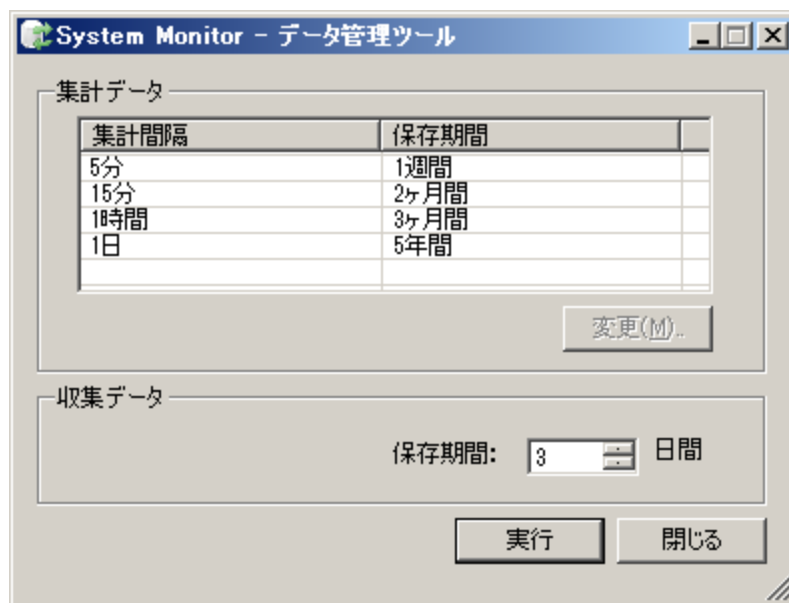 System Monitor - データ管理ツール
集計データ
集計間隔 保存期間
5分 1週間
15分 2ヶ月間
1時間 3ヶ月間
1日 5年間
変更(M)..
収集データ
保存期間: 3 日間
実行 閉じる